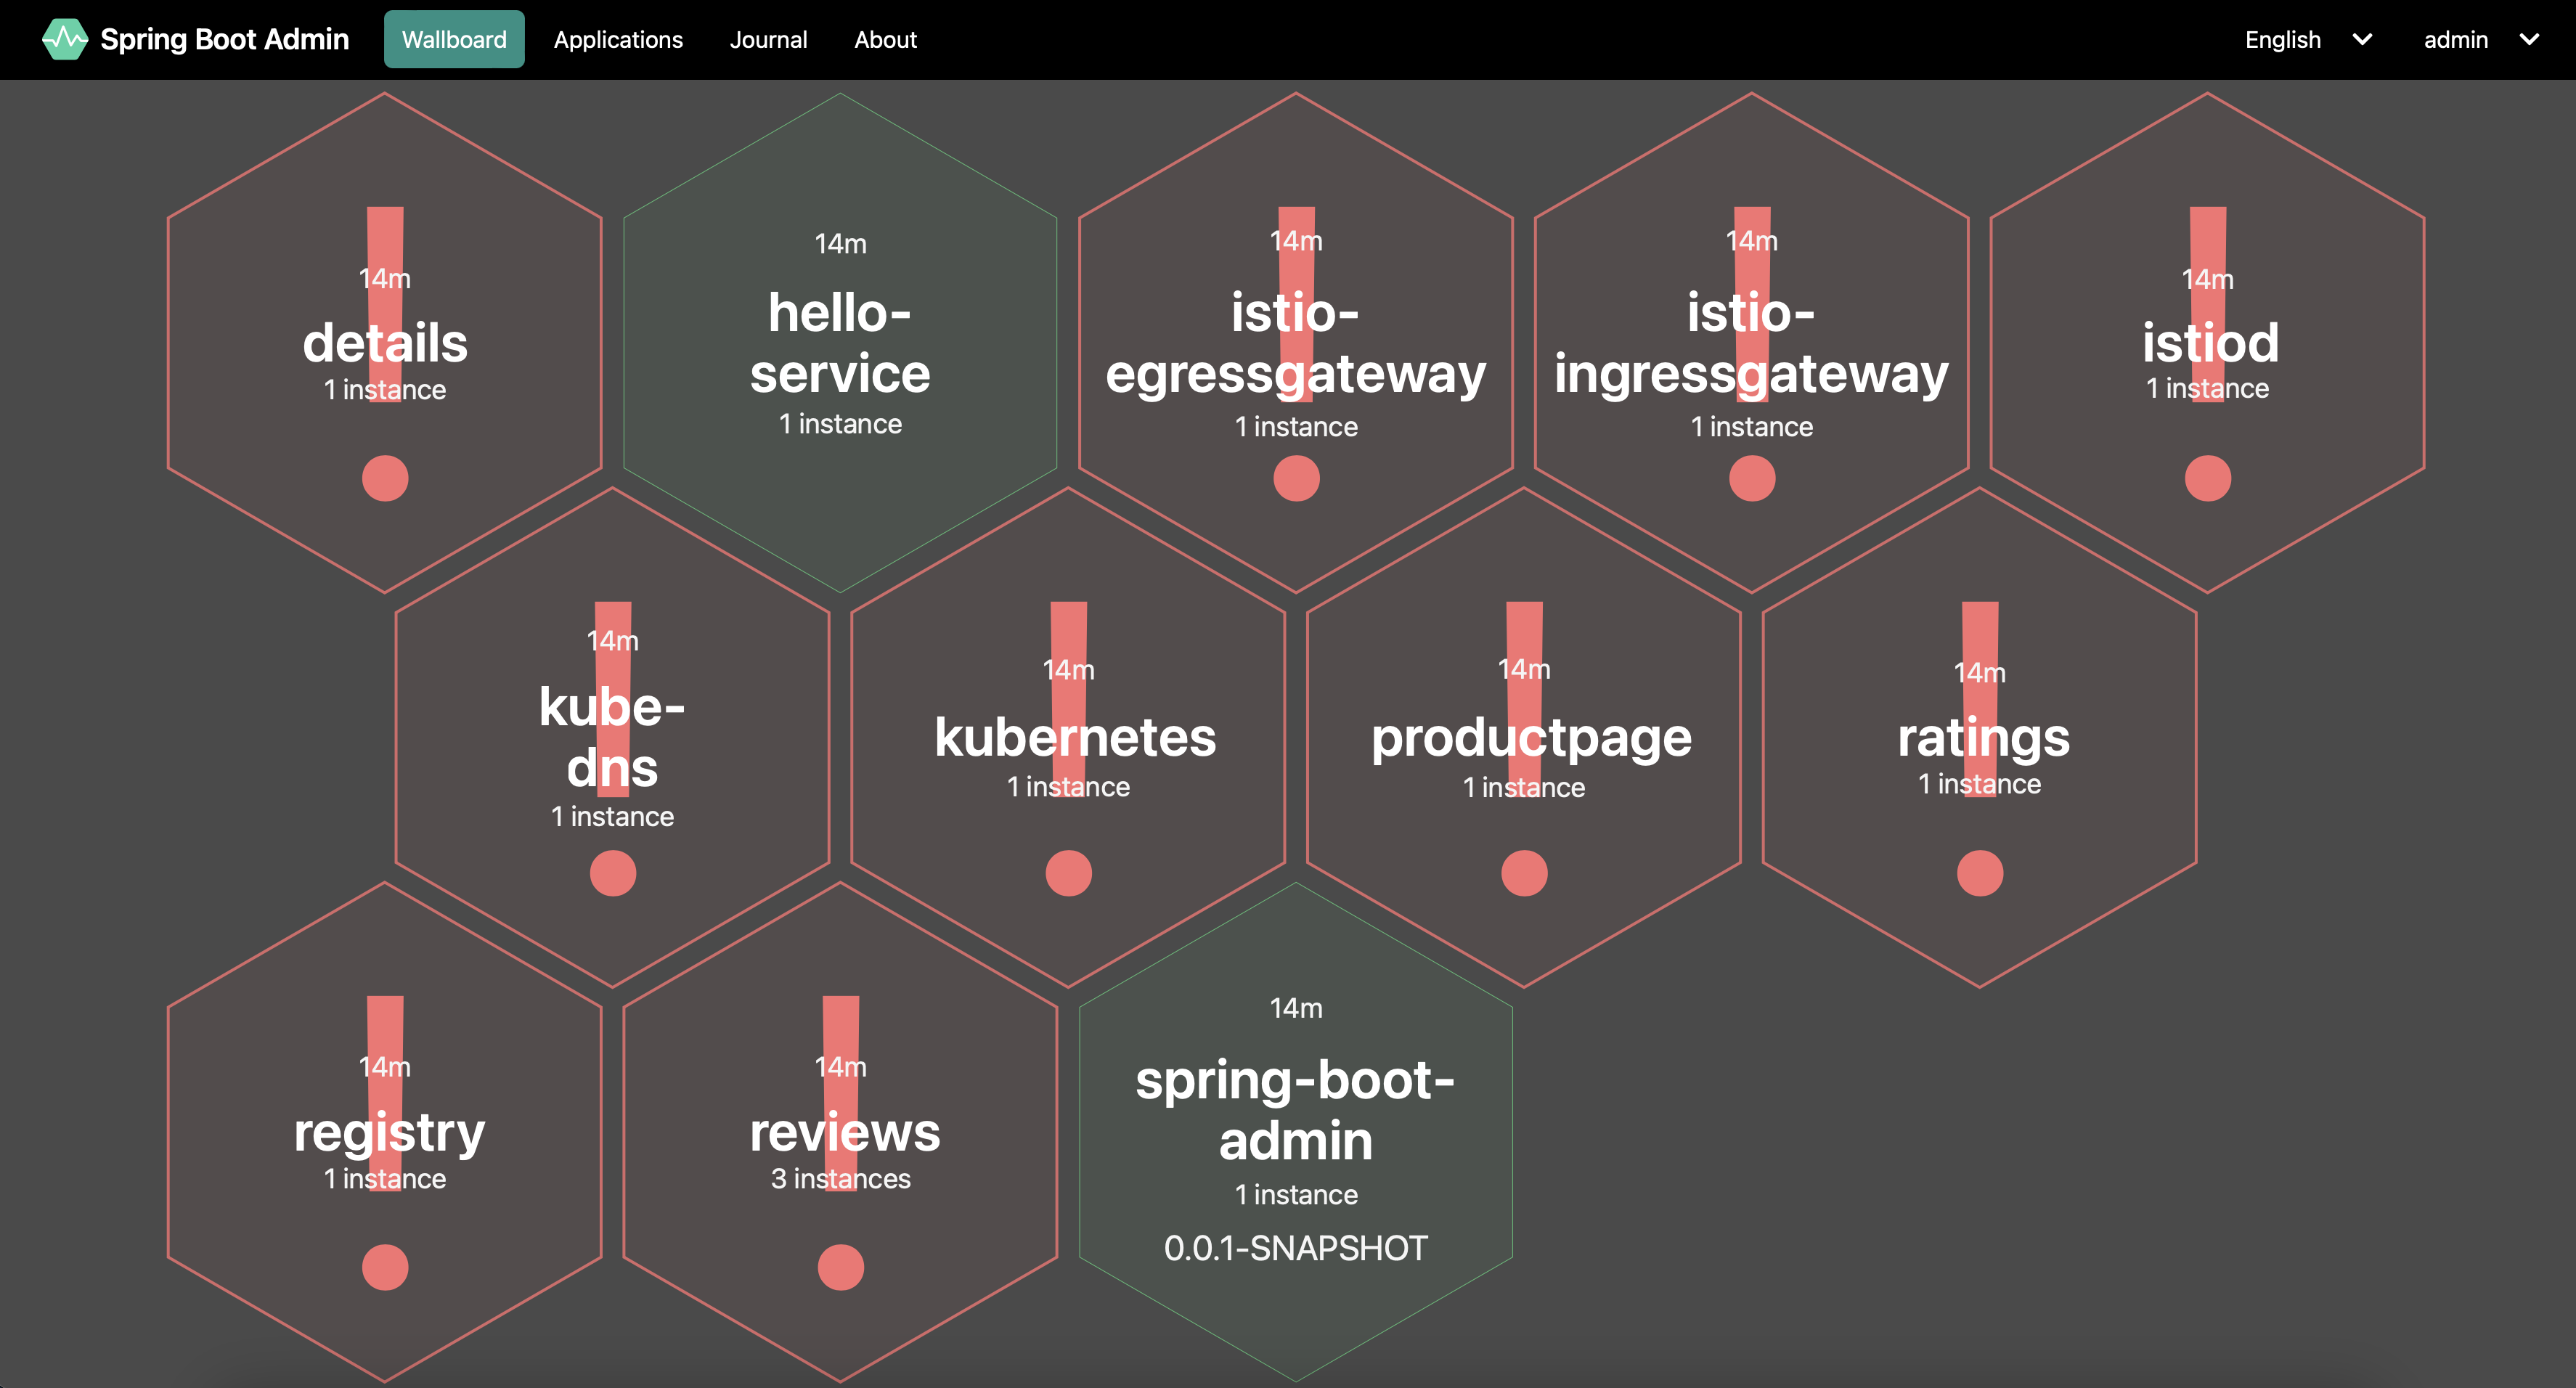 Spring Boot Admin
Wallboard
Applications
Journal
About
English
admin
14m
details
1 instance
14m
hello-
service
1 instance
14m
istio-
egressgateway
1 instance
14m
istio-
ingressgateway
1 instance
14m
istiod
1 instance
14m
kube-
dns
1 instance
14m
kubernetes
1 instance
14m
productpage
1 instance
14m
ratings
1 instance
14m
registry
1 instance
14m
reviews
3 instances
14m
spring-boot-
admin
1 instance
0.0.1-SNAPSHOT